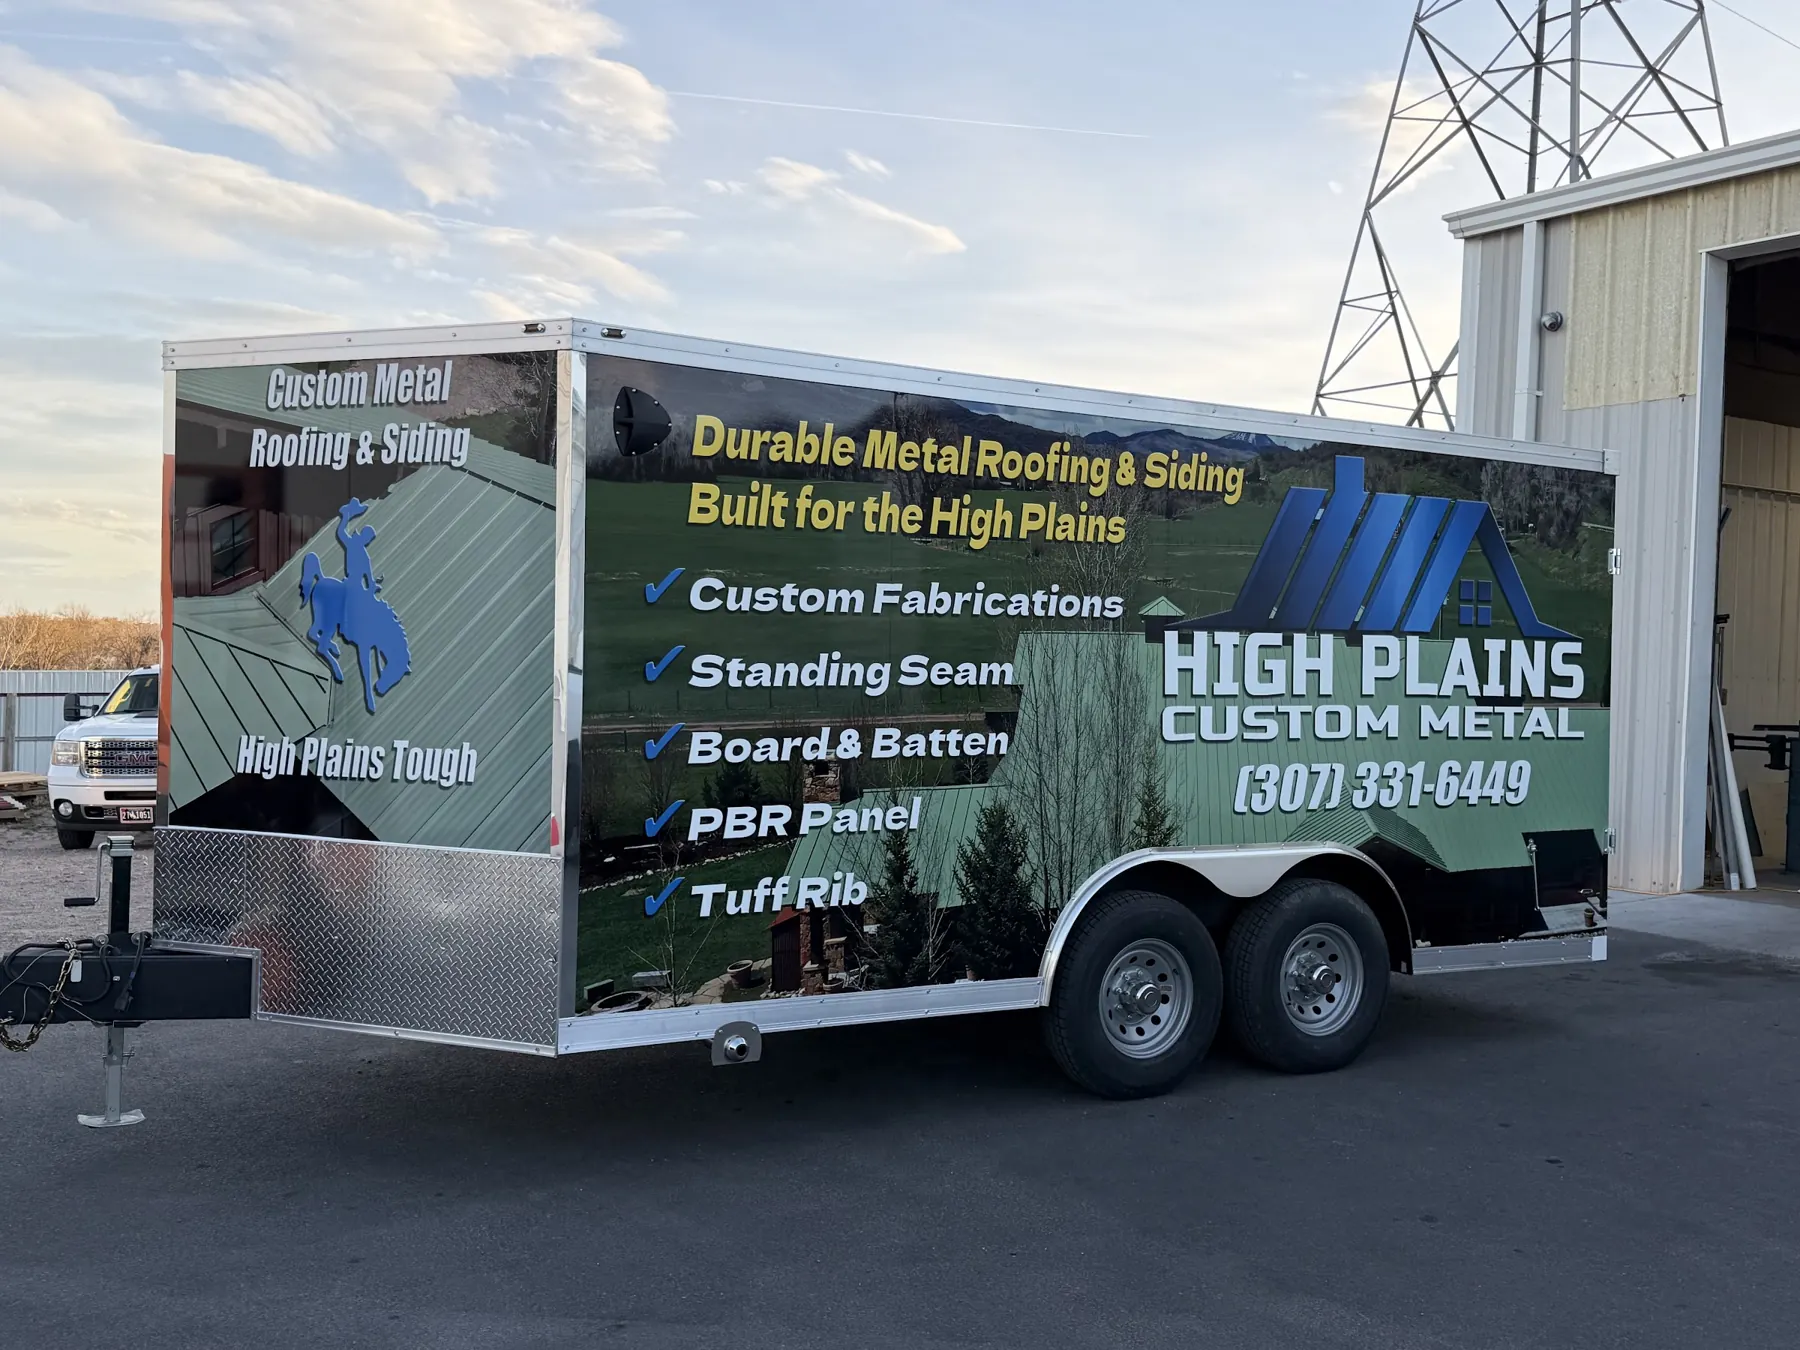 Custom Metal
Roofing & Siding
High Plains Tough
Durable Metal Roofing & Siding
Built for the High Plains
✓ Custom Fabrications
✓ Standing Seam
✓ Board & Batten
✓ PBR Panel
✓ Tuff Rib
HIGH PLAINS
CUSTOM METAL
(307) 331-6449
GMC